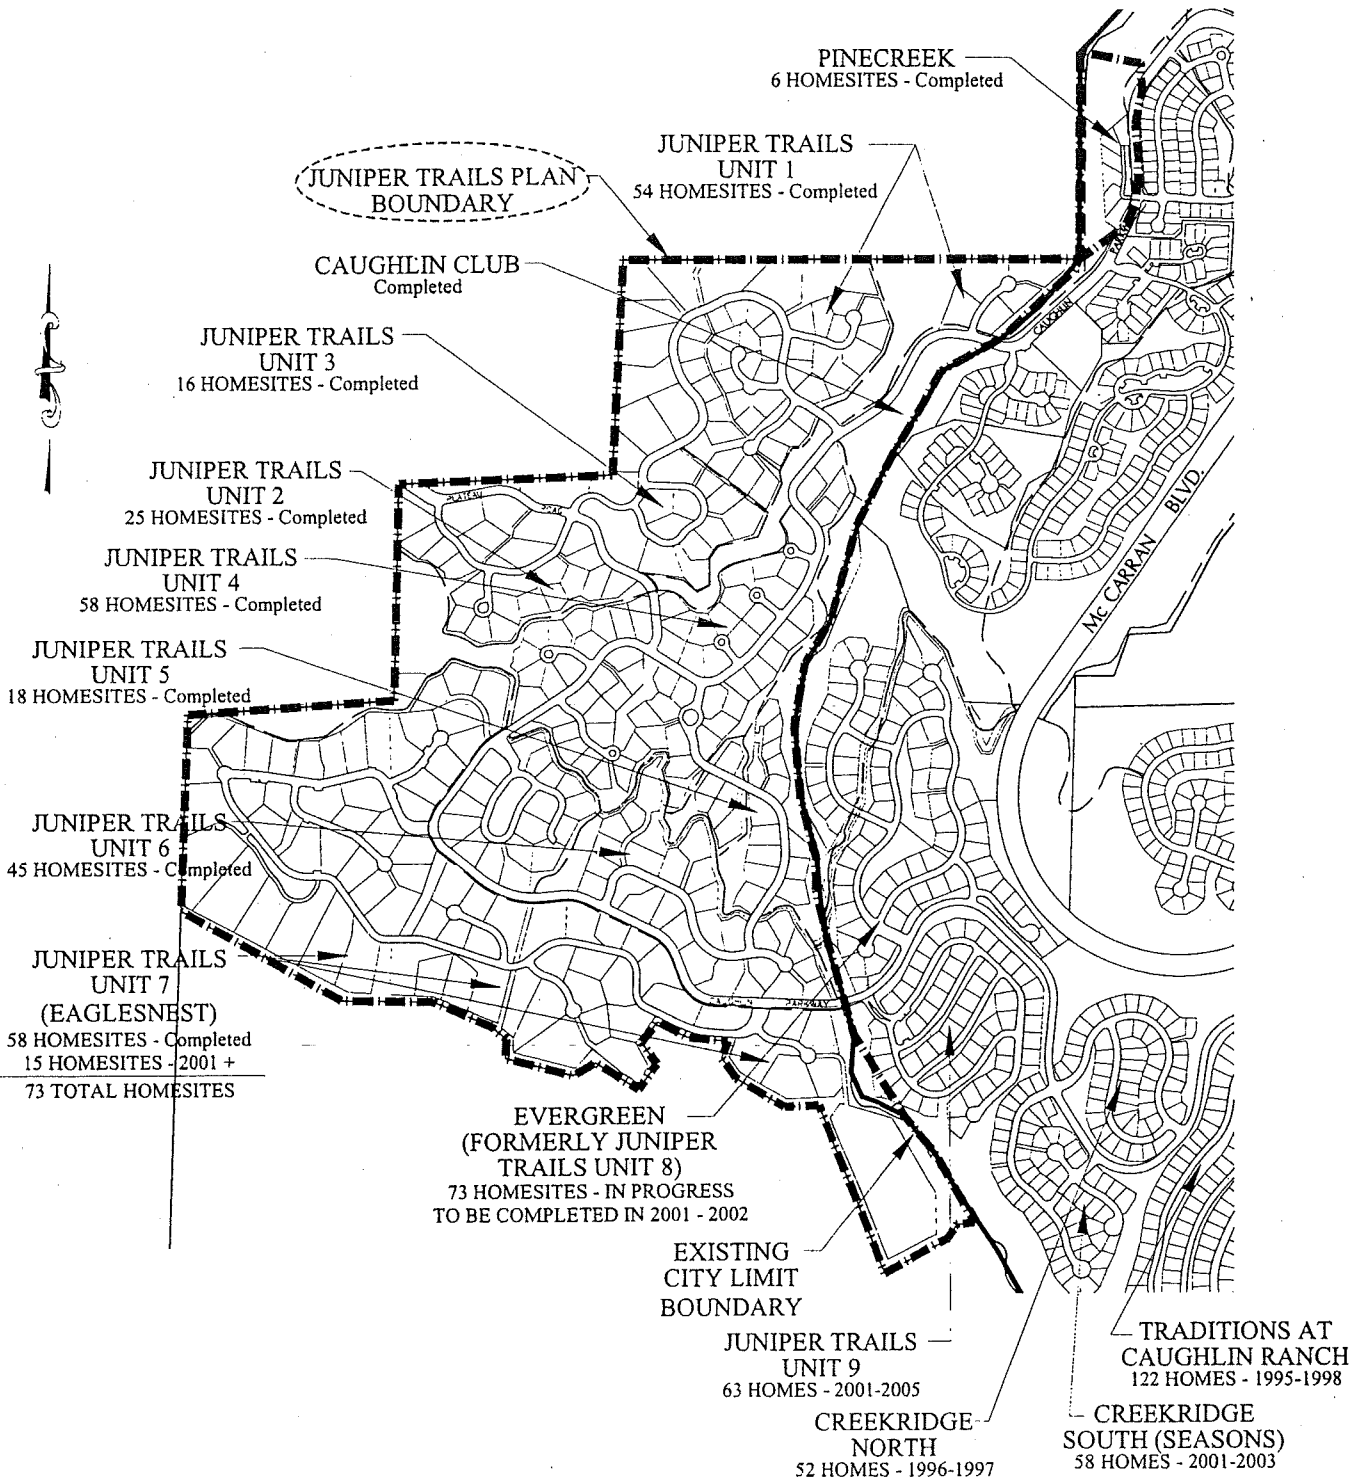 PINECREEK
6 HOMESITES - Completed
JUNIPER TRAILS
UNIT 1
54 HOMESITES - Completed
JUNIPER TRAILS PLAN
BOUNDARY
CAUGHLIN CLUB
Completed
JUNIPER TRAILS
UNIT 3
16 HOMESITES - Completed
JUNIPER TRAILS
UNIT 2
25 HOMESITES - Completed
JUNIPER TRAILS
UNIT 4
58 HOMESITES - Completed
JUNIPER TRAILS
UNIT 5
18 HOMESITES - Completed
JUNIPER TRAILS
UNIT 6
45 HOMESITES - Completed
JUNIPER TRAILS
UNIT 7
(EAGLESNEST)
58 HOMESITES - Completed
15 HOMESITES - 2001 +
73 TOTAL HOMESITES
PLATEAU ROAD
CAUGHLIN PARK
Mc CARRAN BLVD.
CAUGHLIN PARKWAY
EVERGREEN
(FORMERLY JUNIPER
TRAILS UNIT 8)
73 HOMESITES - IN PROGRESS
TO BE COMPLETED IN 2001 - 2002
EXISTING
CITY LIMIT
BOUNDARY
JUNIPER TRAILS
UNIT 9
63 HOMES - 2001-2005
CREEKRIDGE
NORTH
52 HOMES - 1996-1997
TRADITIONS AT
CAUGHLIN RANCH
122 HOMES - 1995-1998
CREEKRIDGE
SOUTH (SEASONS)
58 HOMES - 2001-2003